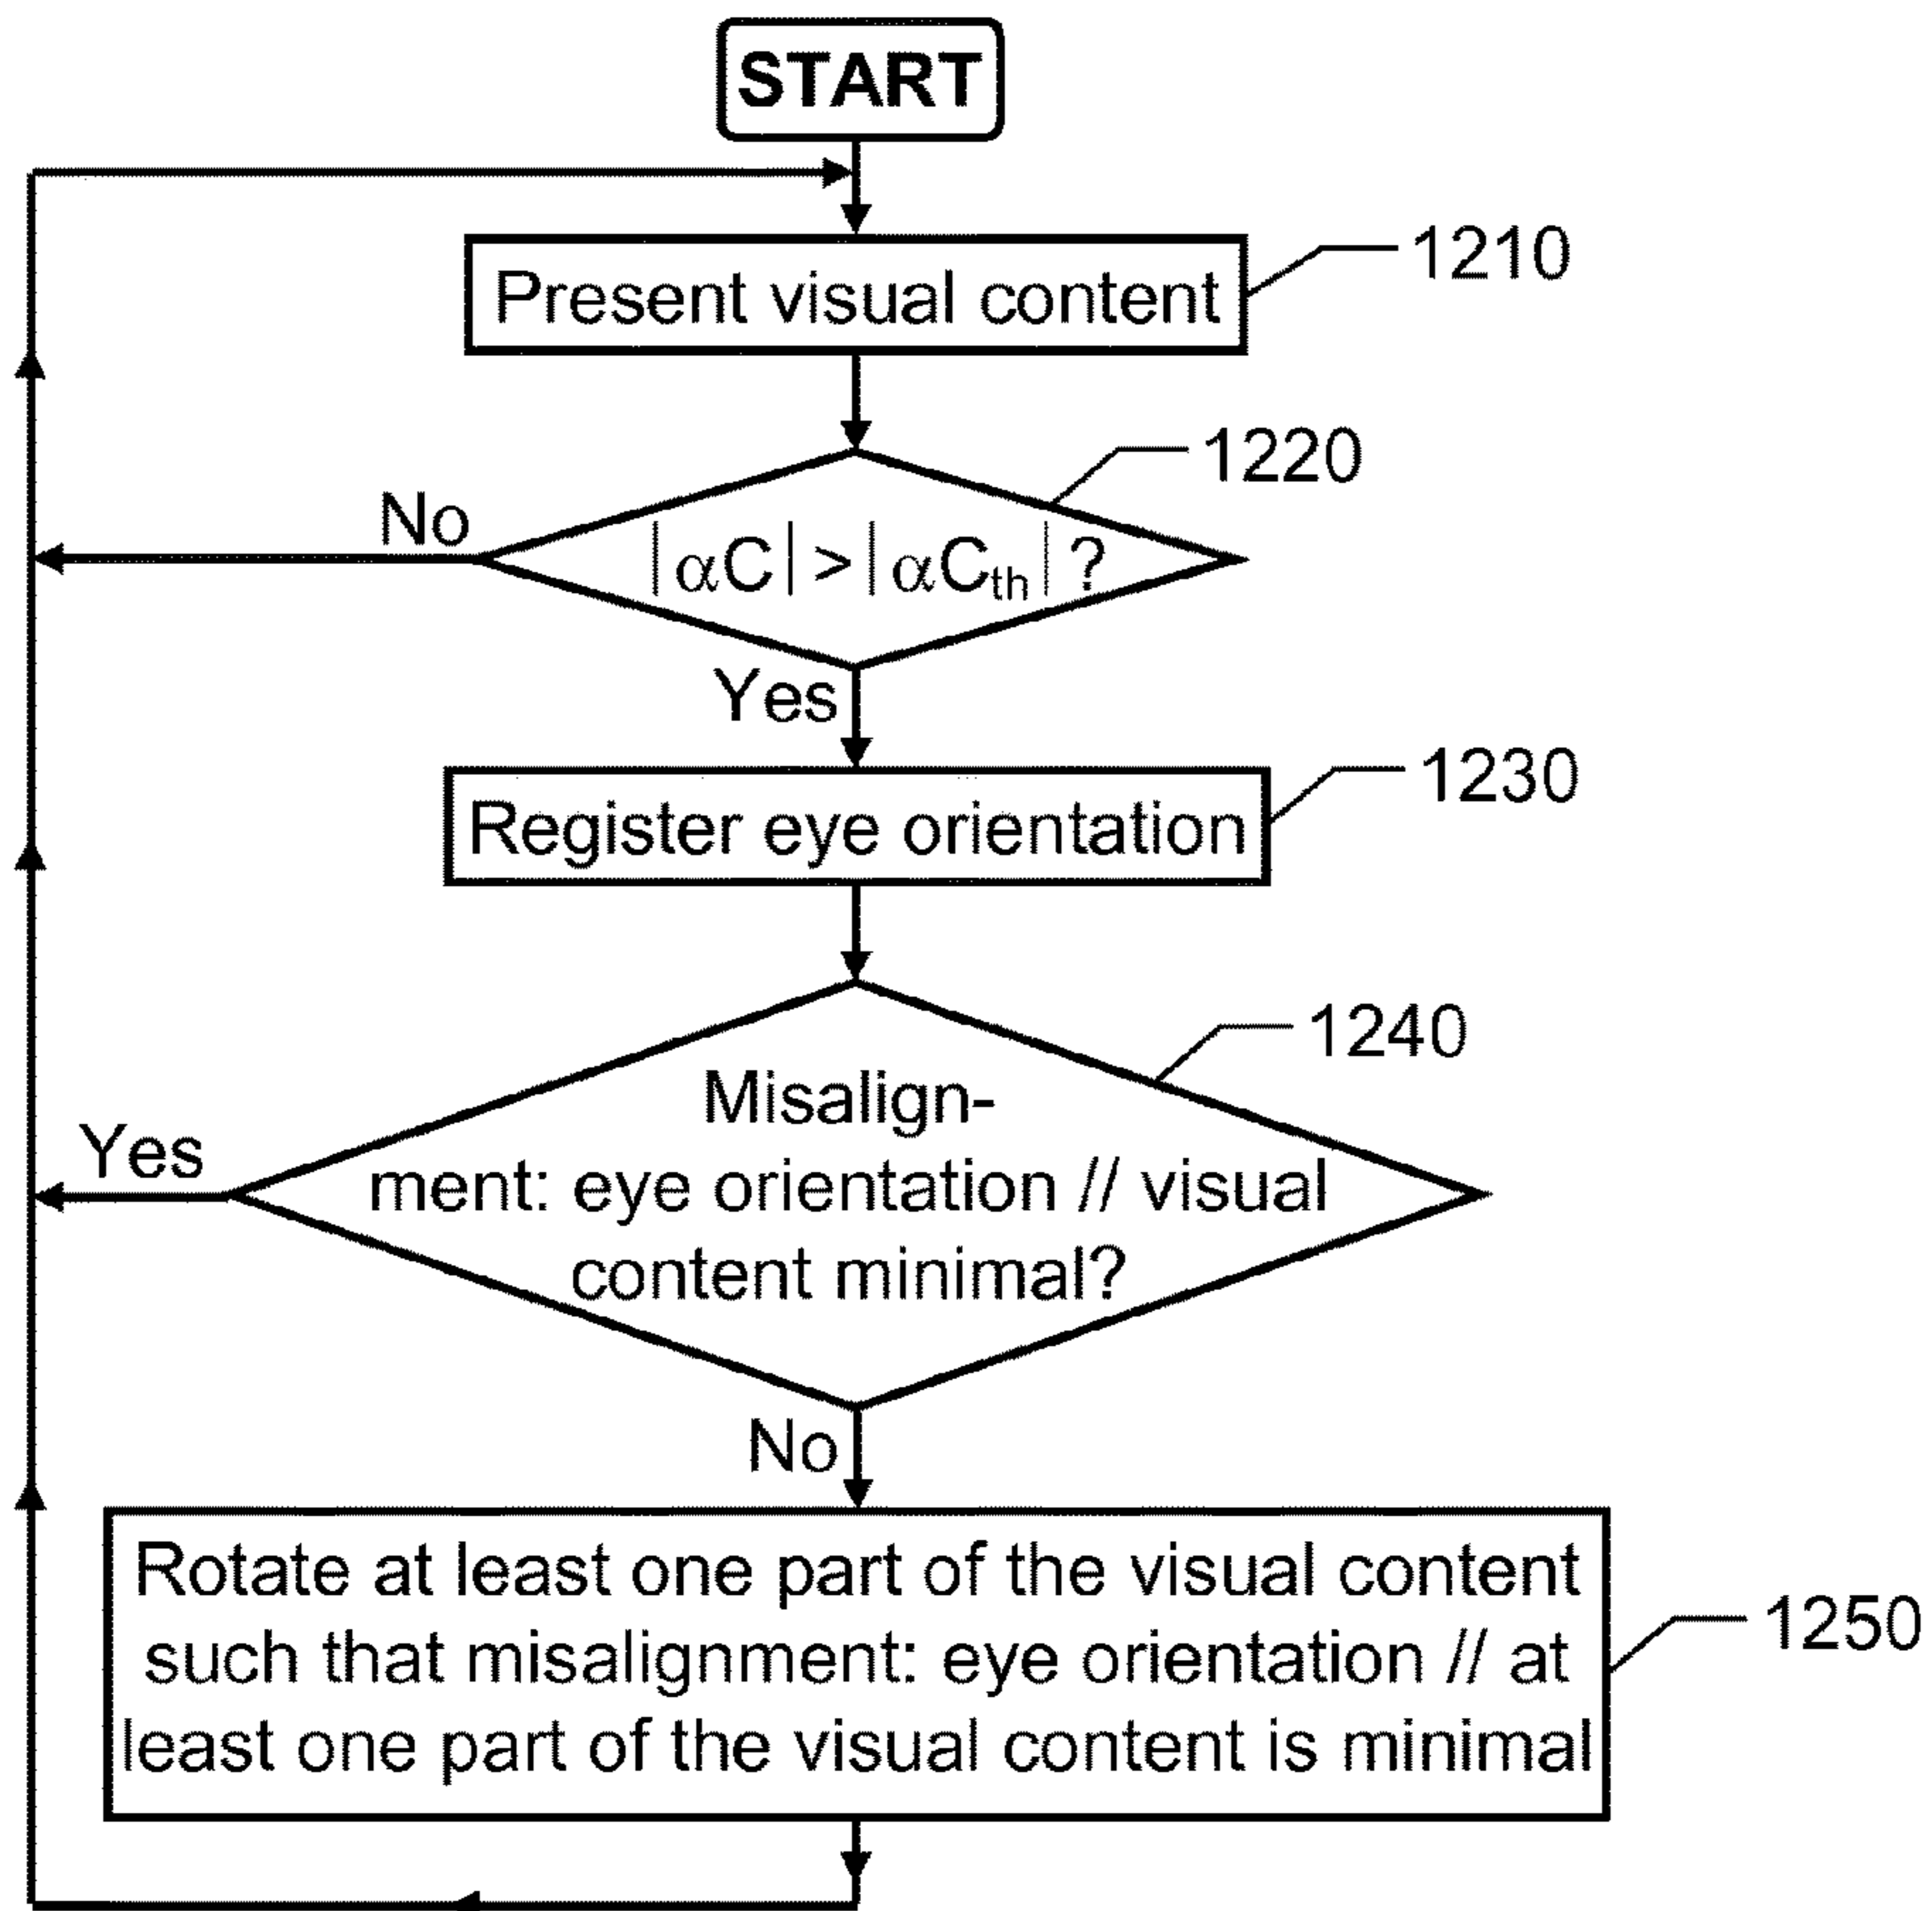 START
Present visual content
1210
1220
No
|αC|>|αCth| ?
Yes
1230
Register eye orientation
1240
Misalign-
Yes
ment: eye orientation // visual
content minimal?
No
Rotate at least one part of the visual content
such that misalignment: eye orientation // at
1250
least one part of the visual content is minimal